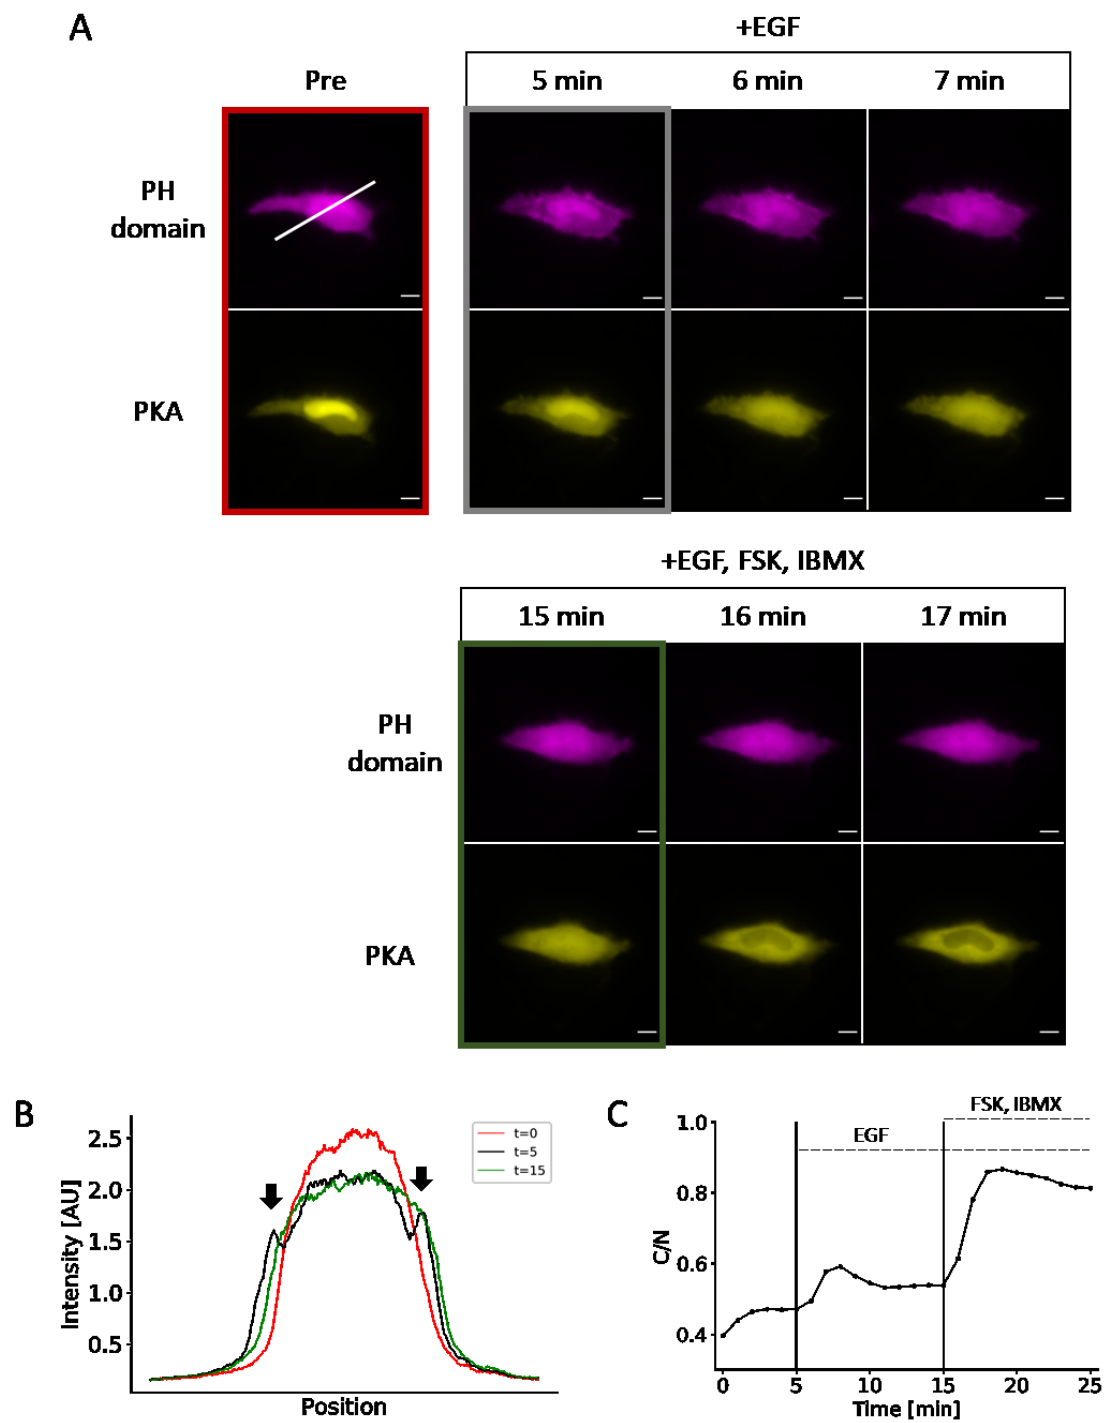 A
+EGF
Pre
5 min
6 min
7 min
PH
domain
PKA
+EGF, FSK, IBMX
15 min
16 min
17 min
PH
domain
PKA
B
Intensity [AU]
2.5
2.0
1.5
1.0
0.5
t=0
t=5
t=15
Position
C
FSK, IBMX
EGF
C/N
1.0
0.8
0.6
0.4
0
5
10
15
20
25
Time [min]